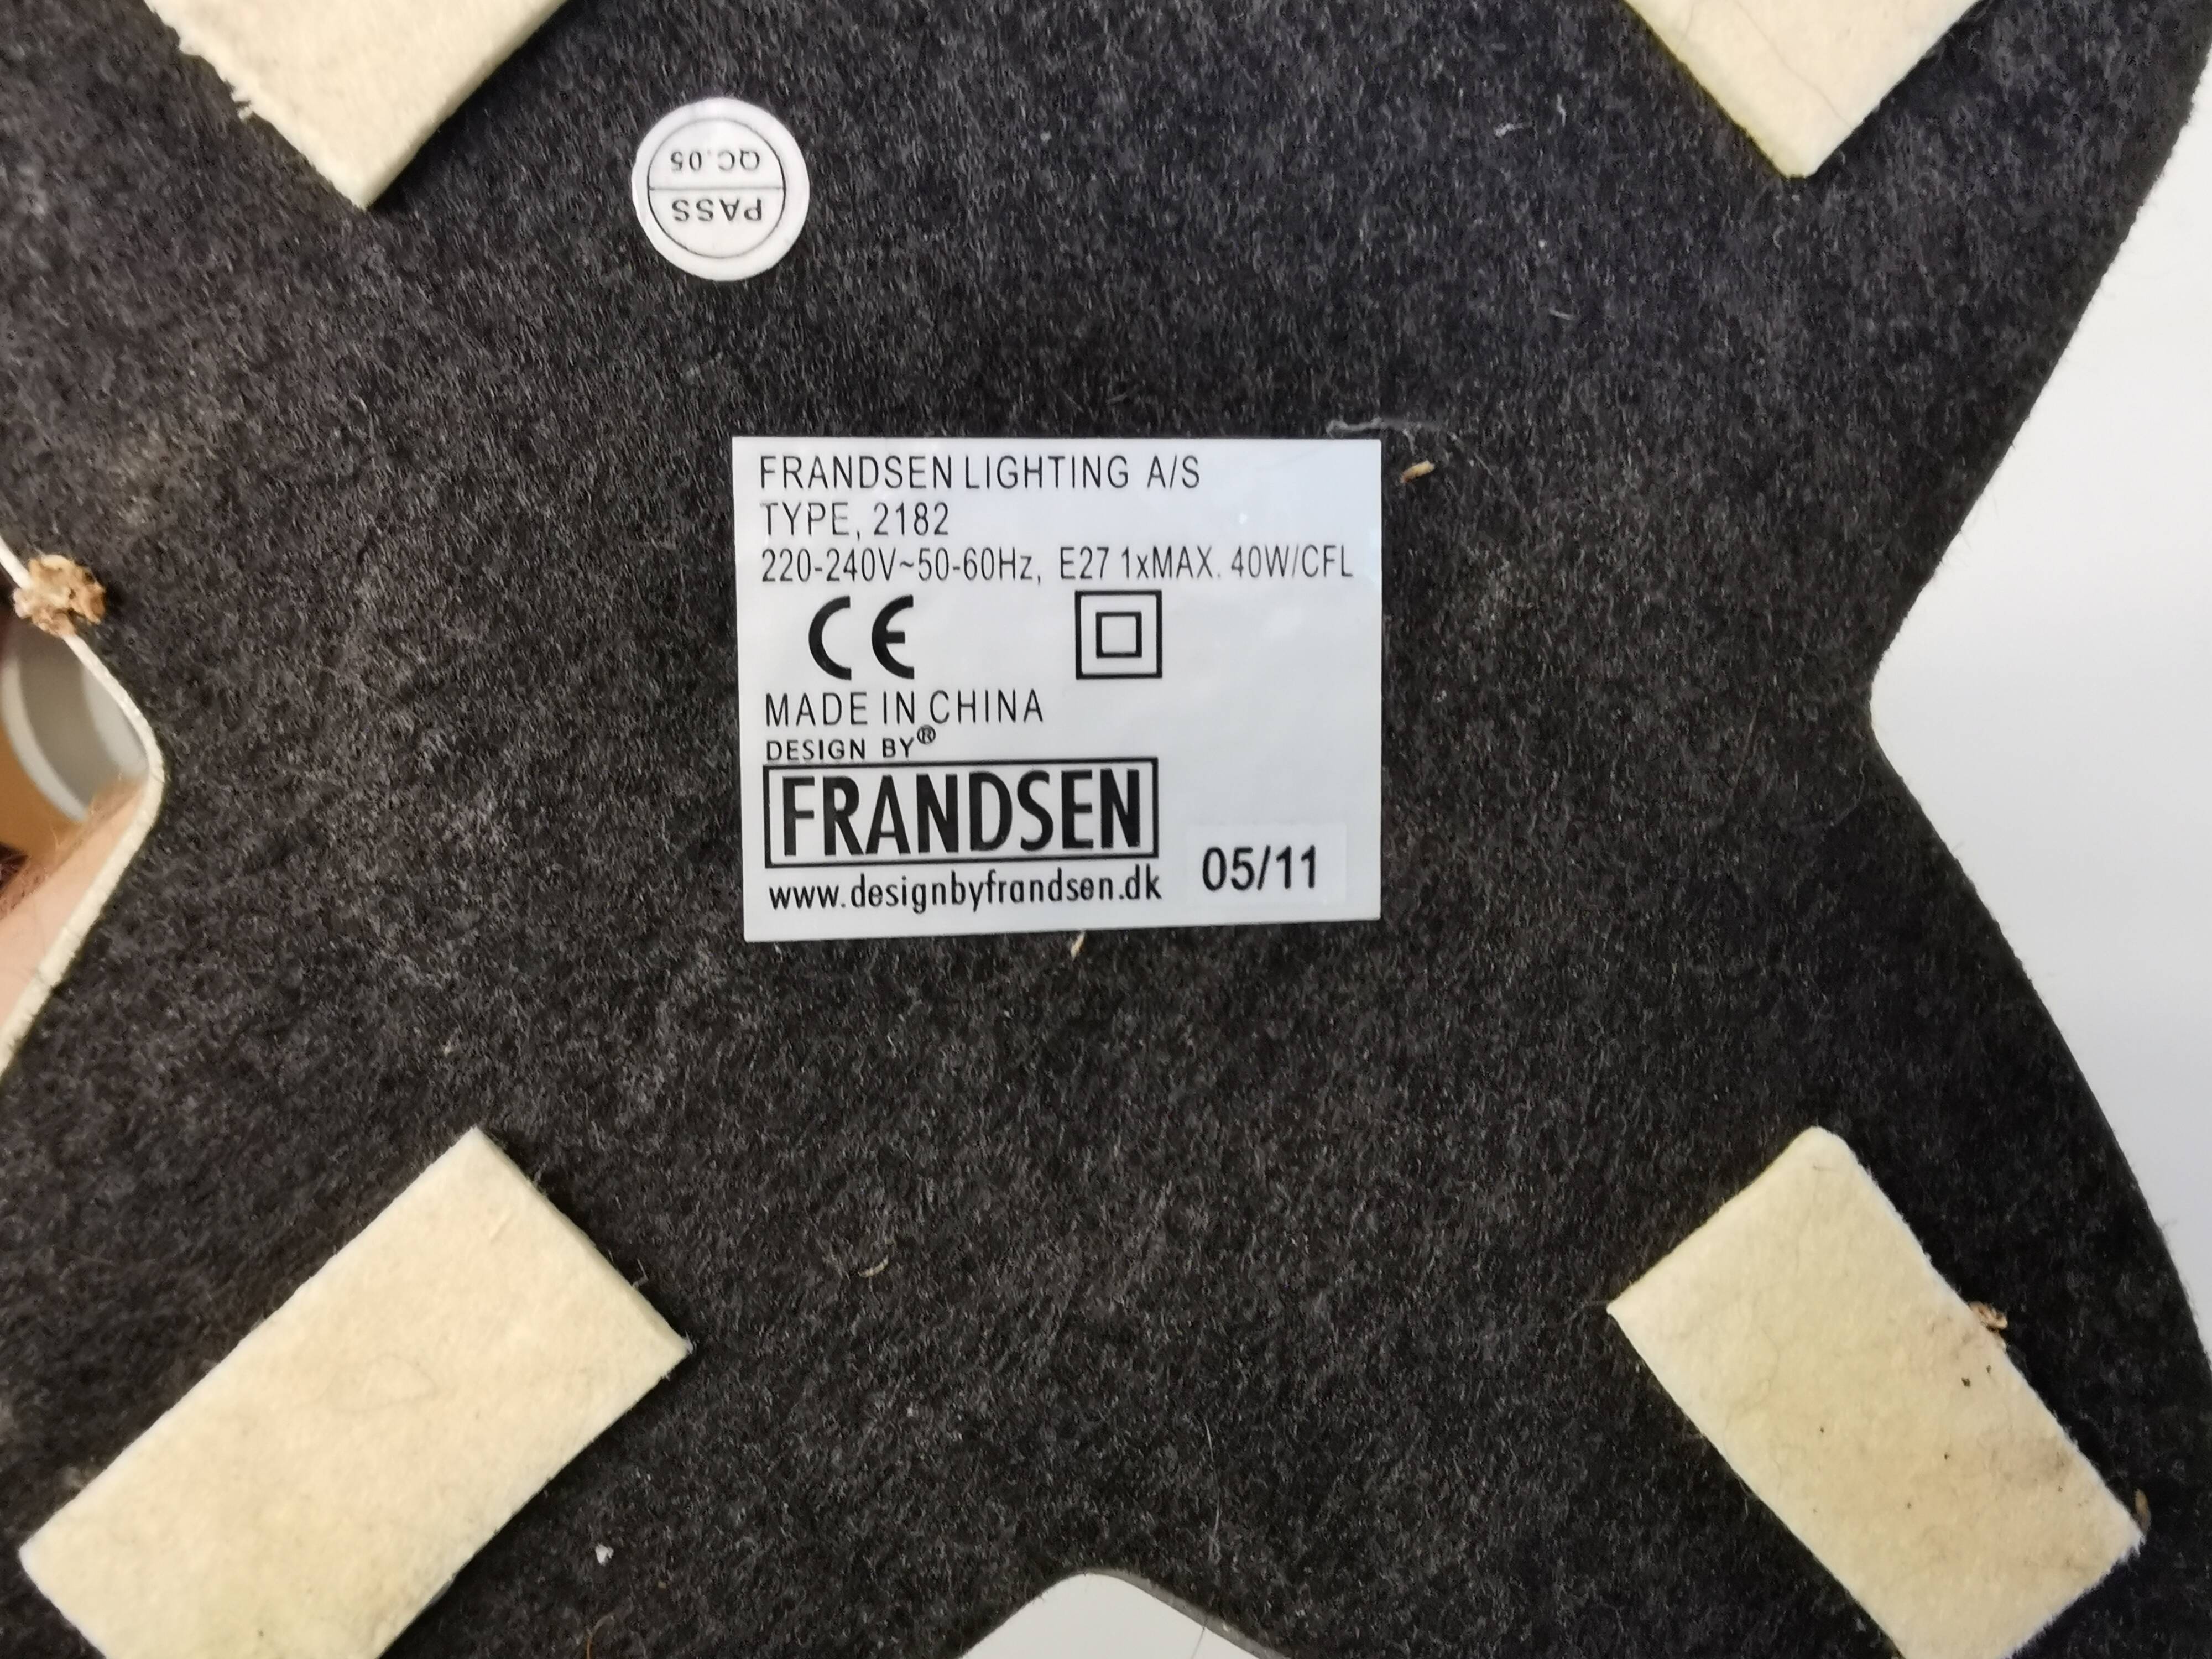 QC.05
PASS
FRANDSEN LIGHTING A/S
TYPE, 2182
220-240V~50-60Hz, E27 1xMAX. 40W/CFL
CE
MADE IN CHINA
DESIGN BY®
FRANDSEN
www.designbyfrandsen.dk
05/11